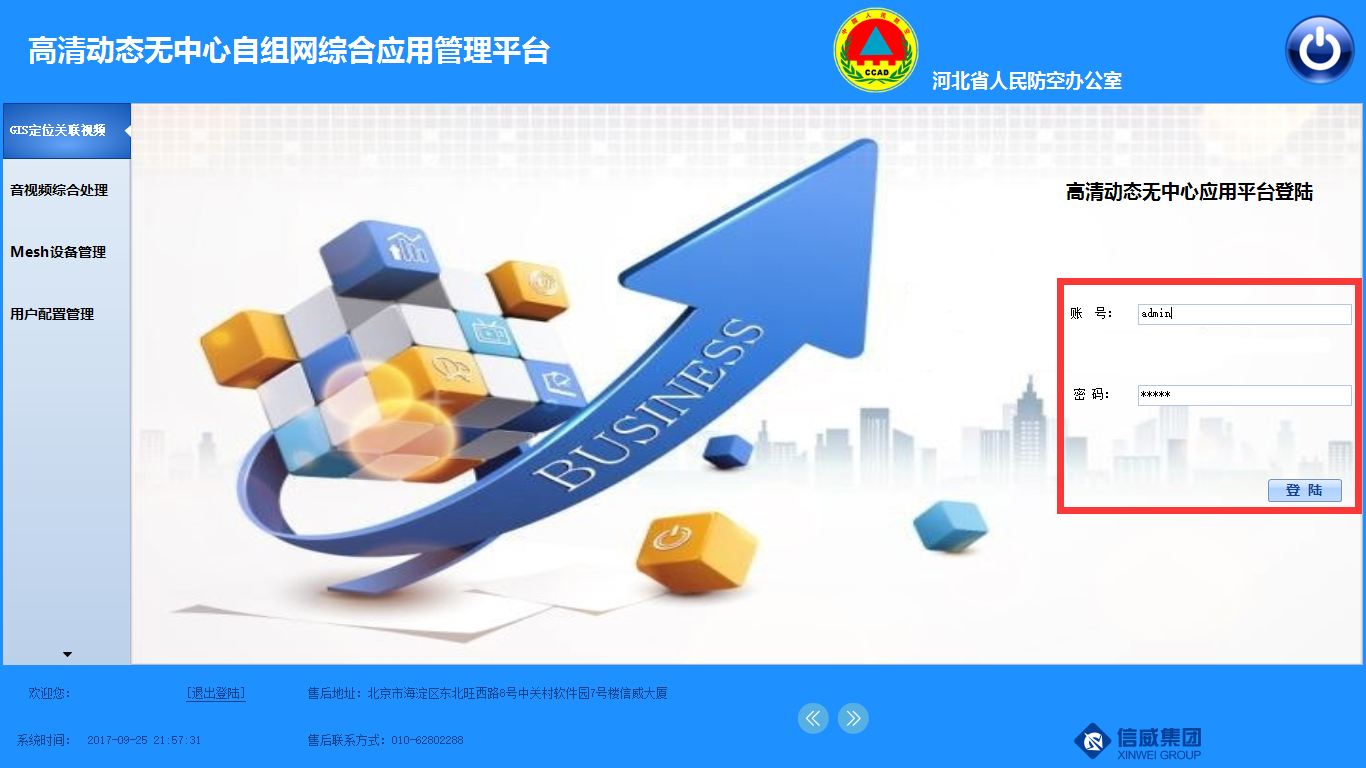 高清动态无中心自组网综合应用管理平台
中国人民防空
CCAD
河北省人民防空办公室
GIS定位关联视频
音视频综合处理
Mesh设备管理
用户配置管理
BUSINESS
高清动态无中心应用平台登陆
账 号： admin
密 码： *****
登 陆
欢迎您： [退出登陆] 售后地址：北京市海淀区东北旺西路8号中关村软件园7号楼信威大厦
系统时间： 2017-09-25 21:57:31 售后联系方式：010-62802288
信威集团
XINWEI GROUP